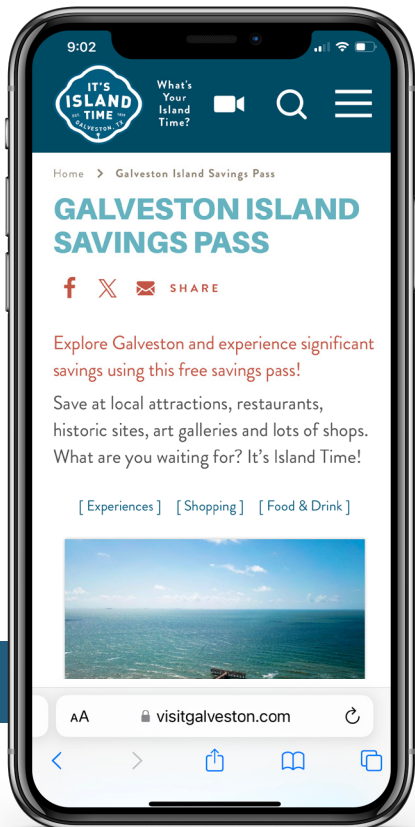 9:02
IT'S
ISLAND
TIME
GALVESTON, TX
What's
Your
Island
Time?
Home > Galveston Island Savings Pass
GALVESTON ISLAND
SAVINGS PASS
SHARE
Explore Galveston and experience significant
savings using this free savings pass!
Save at local attractions, restaurants,
historic sites, art galleries and lots of shops.
What are you waiting for? It's Island Time!
[ Experiences ] [ Shopping ] [ Food & Drink ]
AA visitgalveston.com